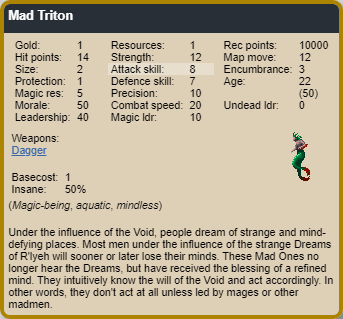 Mad Triton
Gold: 1 Resources: 1 Rec points: 10000
Hit points: 14 Strength: 12 Map move: 12
Size: 2 Attack skill: 8 Encumbrance: 3
Protection: 1 Defence skill: 7 Age: 22
Magic res: 5 Precision: 10 (50)
Morale: 50 Combat speed: 20 Undead ldr: 0
Leadership: 40 Magic ldr: 10
Weapons:
Dagger
Basecost: 1
Insane: 50%
(Magic-being, aquatic, mindless)
Under the influence of the Void, people dream of strange and mind-
defying places. Most men under the influence of the strange Dreams
of R'lyeh will sooner or later lose their minds. These Mad Ones no
longer hear the Dreams, but have received the blessing of a refined
mind. They intuitively know the will of the Void and act accordingly. In
other words, they don't act at all unless led by mages or other
madmen.